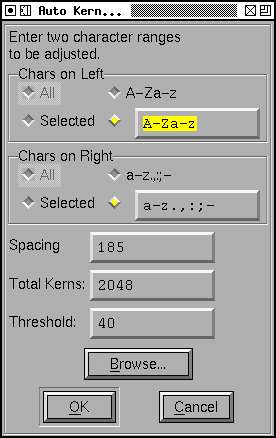 Auto Kern...
Enter two character ranges
to be adjusted.
Chars on Left
All A-Za-z
Selected A-Za-z
Chars on Right
All a-z.,:;-
Selected a-z.,:;-
Spacing 185
Total Kerns: 2048
Threshold: 40
Browse...
OK Cancel